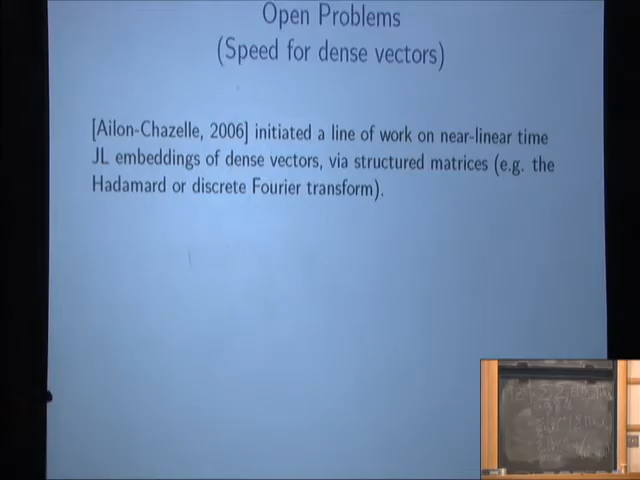 Open Problems
(Speed for dense vectors)
[Ailon-Chazelle, 2006] initiated a line of work on near-linear time
JL embeddings of dense vectors, via structured matrices (e.g. the
Hadamard or discrete Fourier transform).